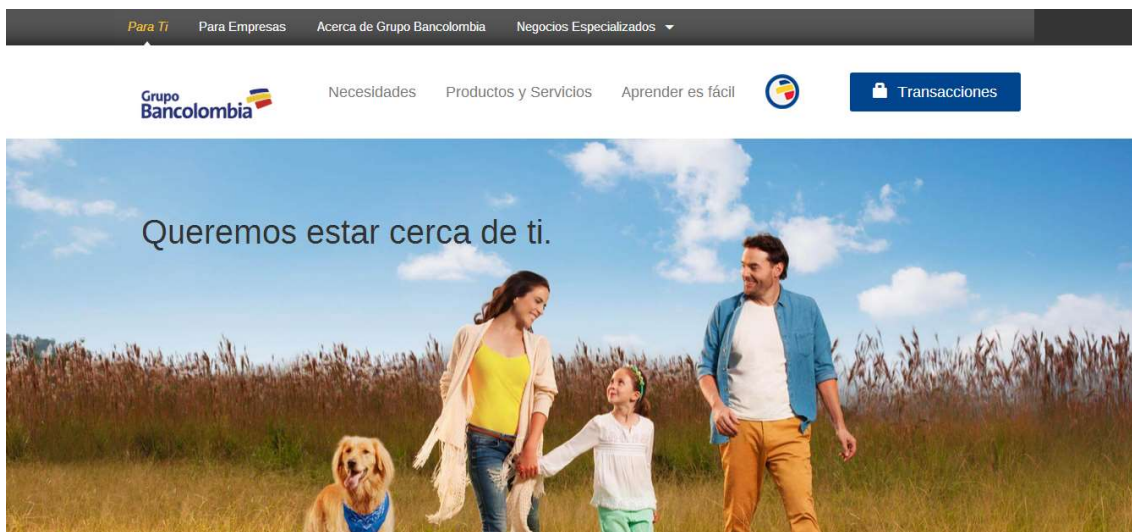 Para Ti Para Empresas Acerca de Grupo Bancolombia Negocios Especializados
Grupo
Bancolombia
Necesidades Productos y Servicios Aprender es fácil Transacciones
Queremos estar cerca de ti.